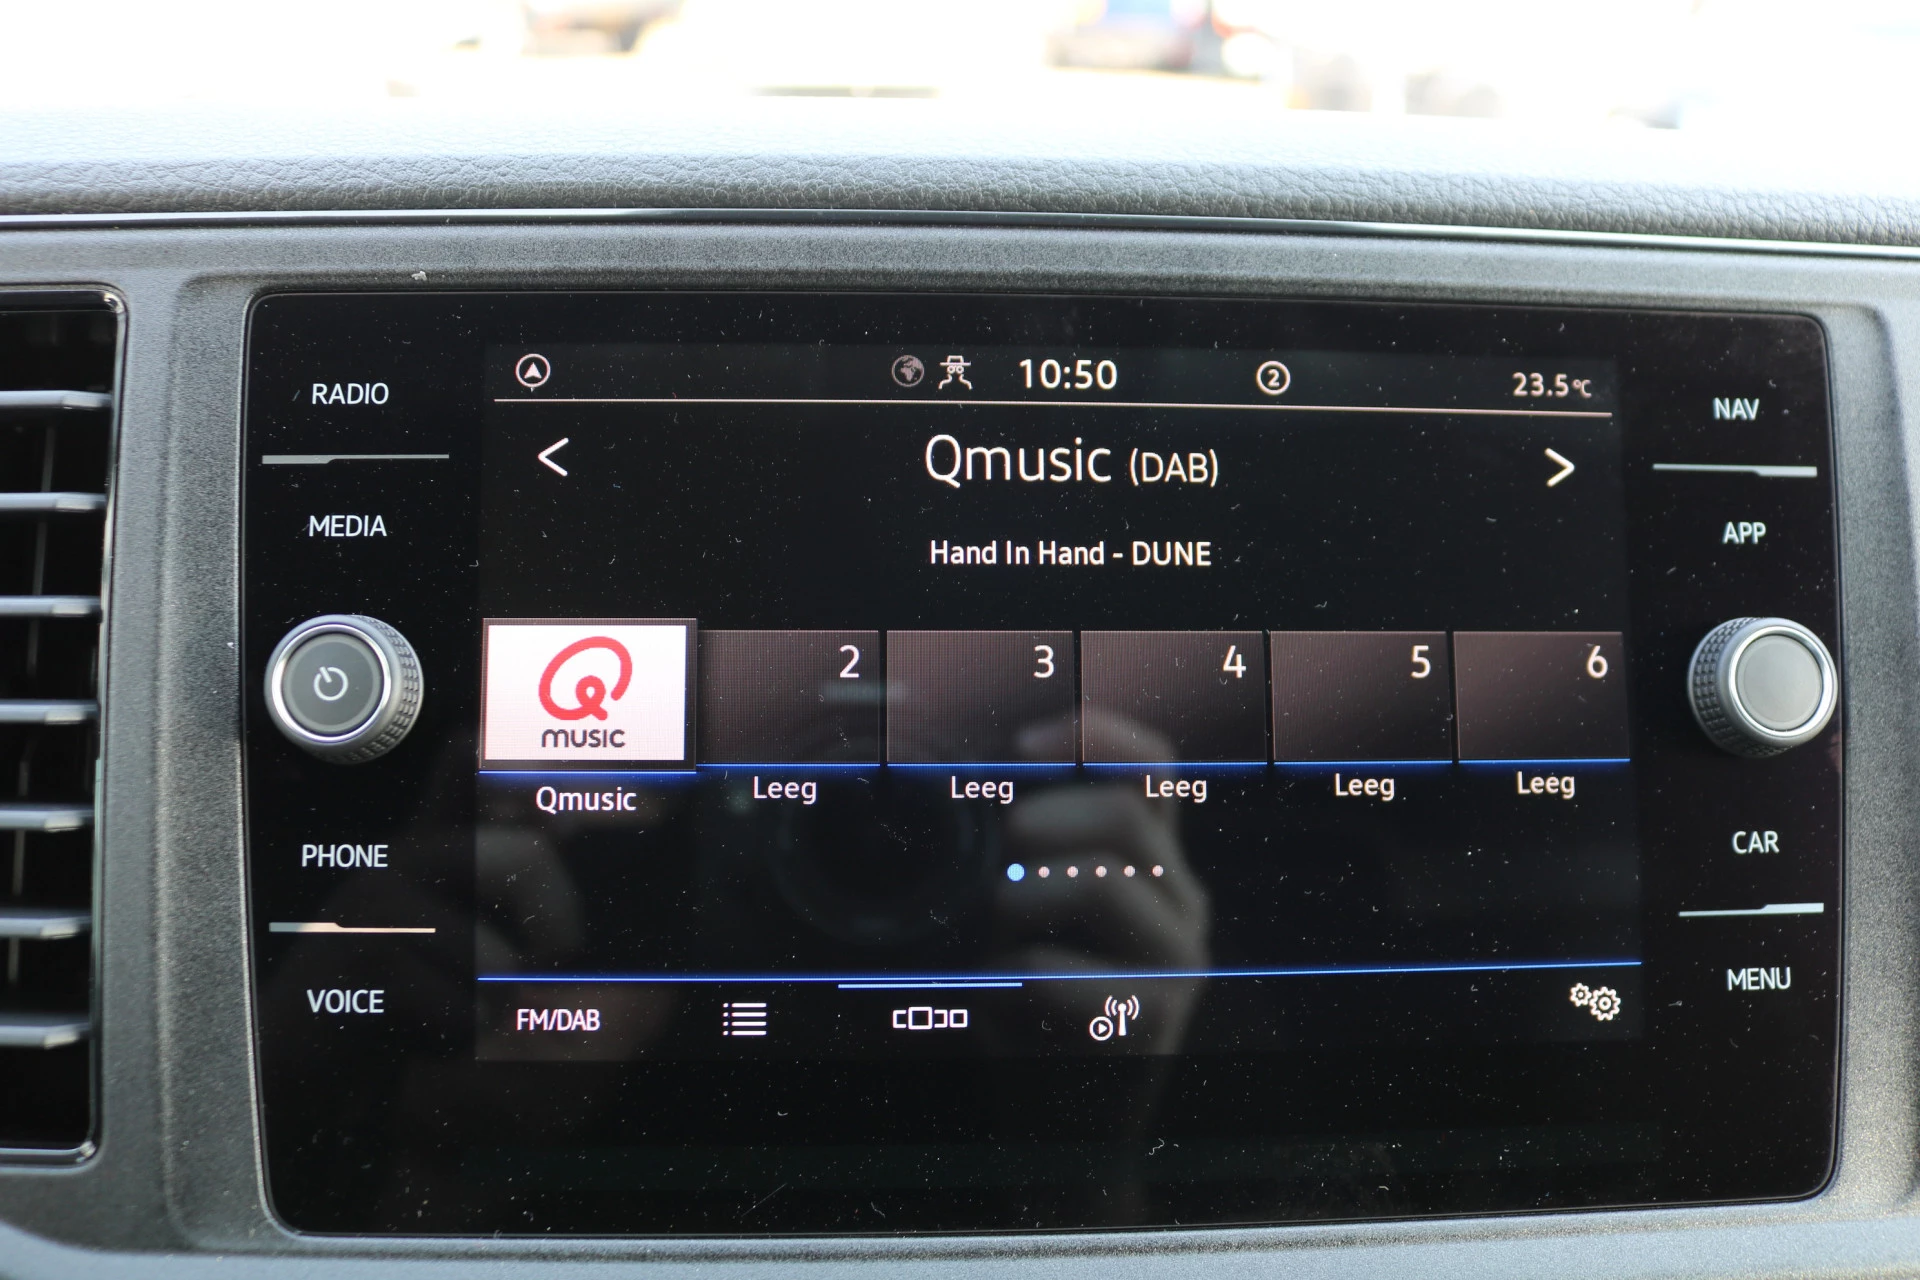 RADIO
MEDIA
PHONE
VOICE
10:50
2
23.5°C
< Qmusic (DAB) >
Hand In Hand - DUNE
MUSIC
2
3
4
5
6
Qmusic
Leeg
Leeg
Leeg
Leeg
Leeg
FM/DAB
NAV
APP
CAR
MENU